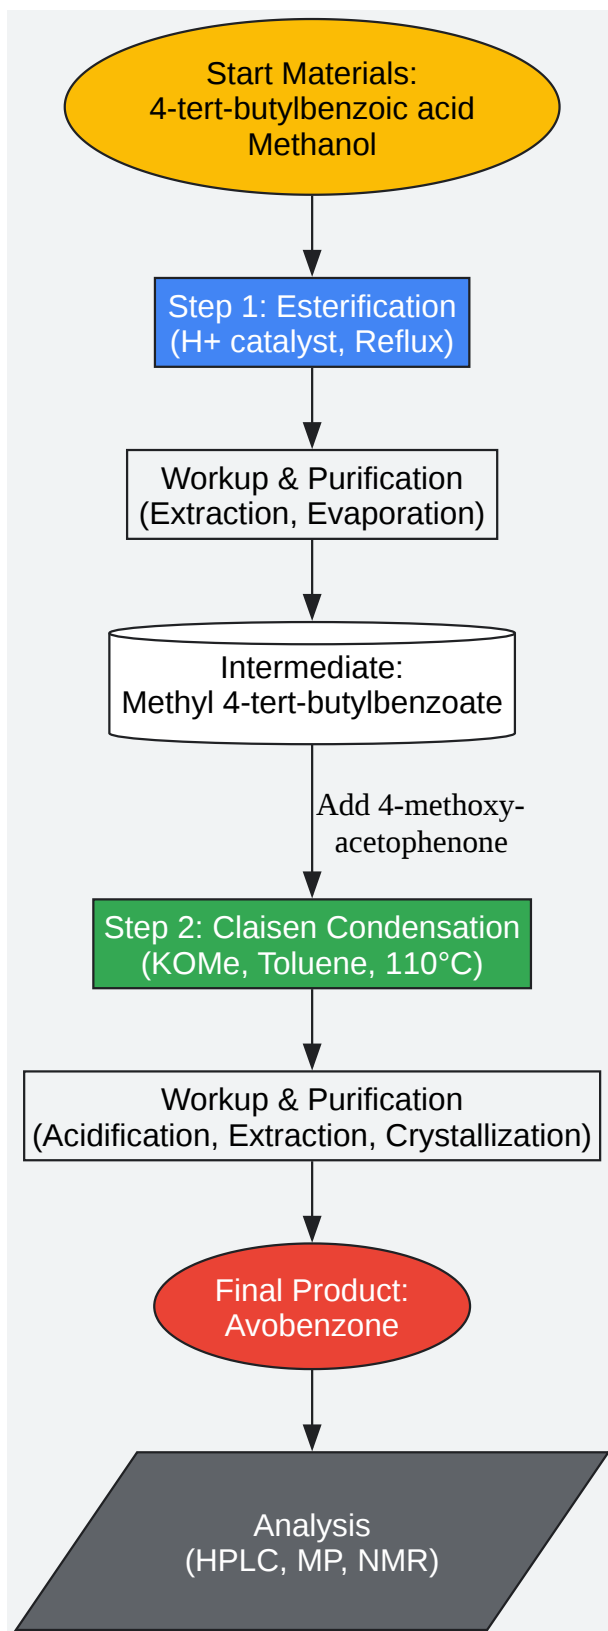 Start Materials:
4-tert-butylbenzoic acid
Methanol
Step 1: Esterification
(H+ catalyst, Reflux)
Workup & Purification
(Extraction, Evaporation)
Intermediate:
Methyl 4-tert-butylbenzoate
Add 4-methoxy-
acetophenone
Step 2: Claisen Condensation
(KOMe, Toluene, 110°C)
Workup & Purification
(Acidification, Extraction, Crystallization)
Final Product:
Avobenzone
Analysis
(HPLC, MP, NMR)